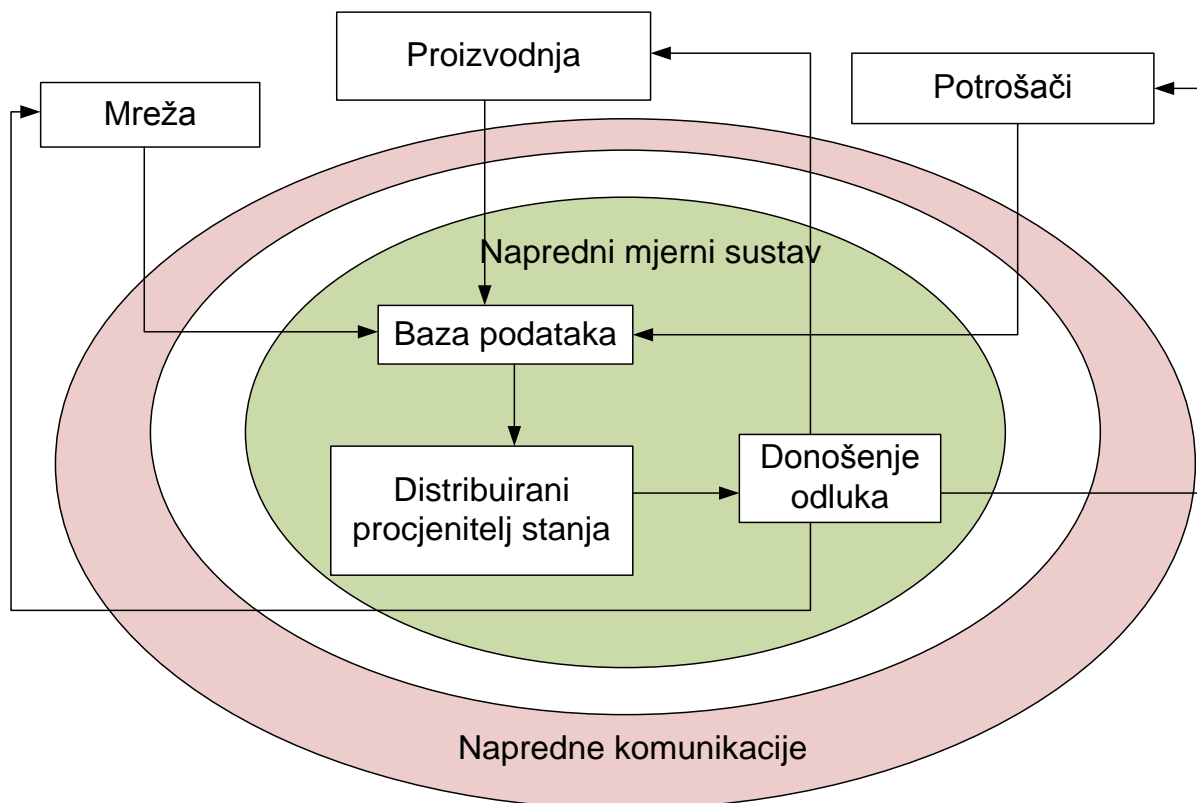 Proizvodnja
Potrošači
Mreža
Napredni mjerni sustav
Baza podataka
Distribuirani
procjenitelj stanja
Donošenje
odluka
Napredne komunikacije